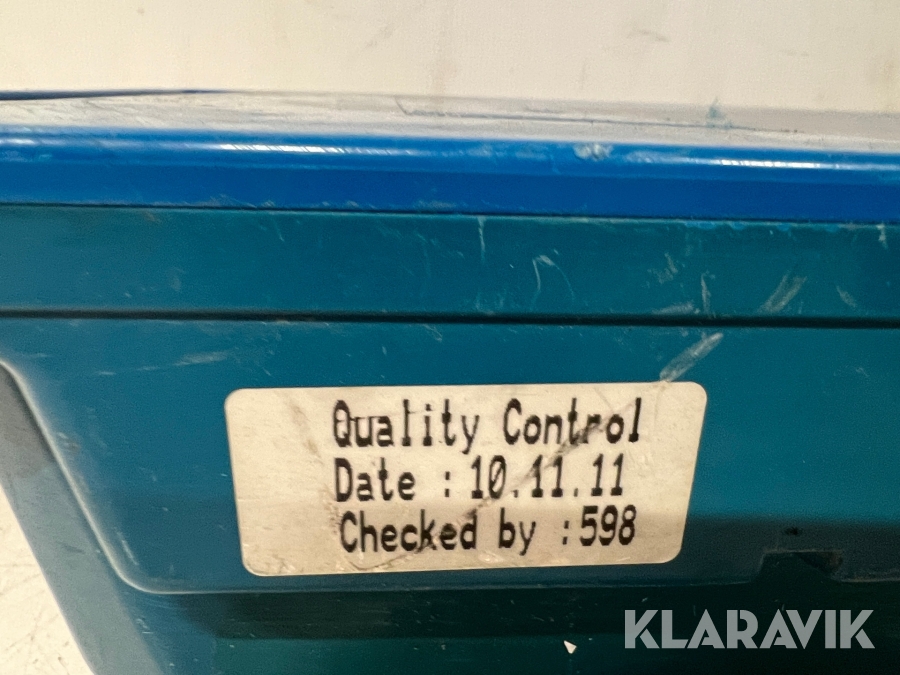 Quality Control
Date : 10.11.11
Checked by :598
KLARAVIK